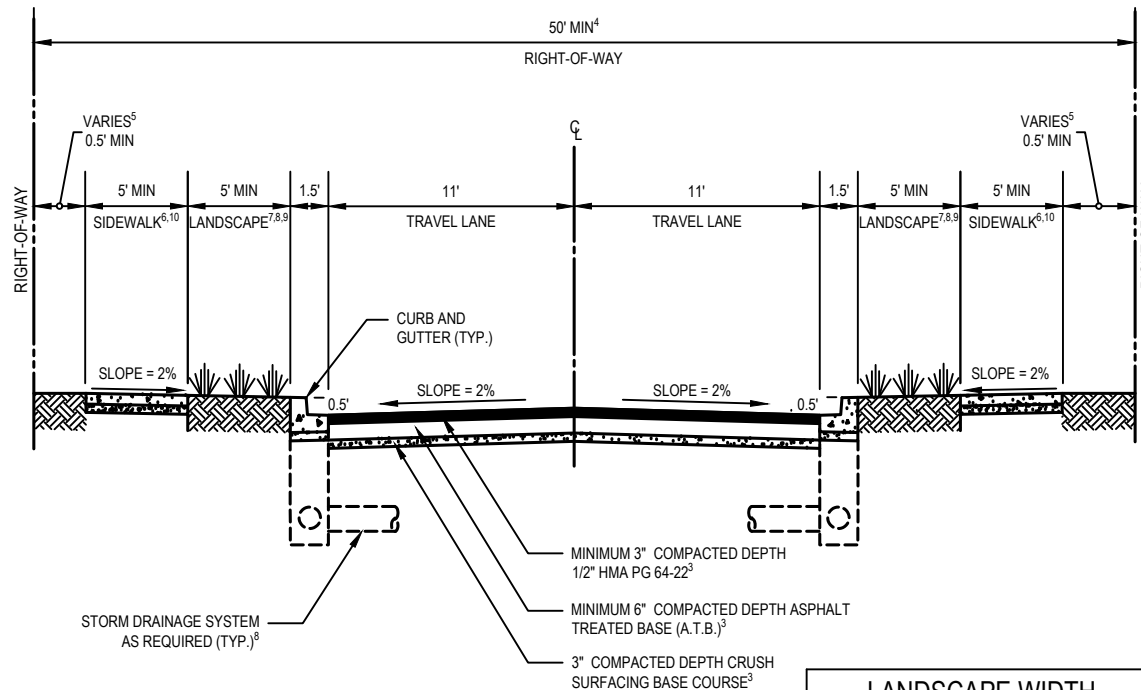 50' MIN4
RIGHT-OF-WAY
VARIES5
0.5' MIN
℄
VARIES5
0.5' MIN
5' MIN
5' MIN
1.5'
11'
11'
1.5'
5' MIN
5' MIN
SIDEWALK6,10
LANDSCAPE7,8,9
TRAVEL LANE
TRAVEL LANE
LANDSCAPE7,8,9
SIDEWALK6,10
RIGHT-OF-WAY
CURB AND
GUTTER (TYP.)
SLOPE = 2%
SLOPE = 2%
SLOPE = 2%
SLOPE = 2%
0.5'
0.5'
MINIMUM 3" COMPACTED DEPTH
1/2" HMA PG 64-223
MINIMUM 6" COMPACTED DEPTH ASPHALT
TREATED BASE (A.T.B.)3
STORM DRAINAGE SYSTEM
AS REQUIRED (TYP.)8
3" COMPACTED DEPTH CRUSH
SURFACING BASE COURSE3
LANDSCAPE WIDTH